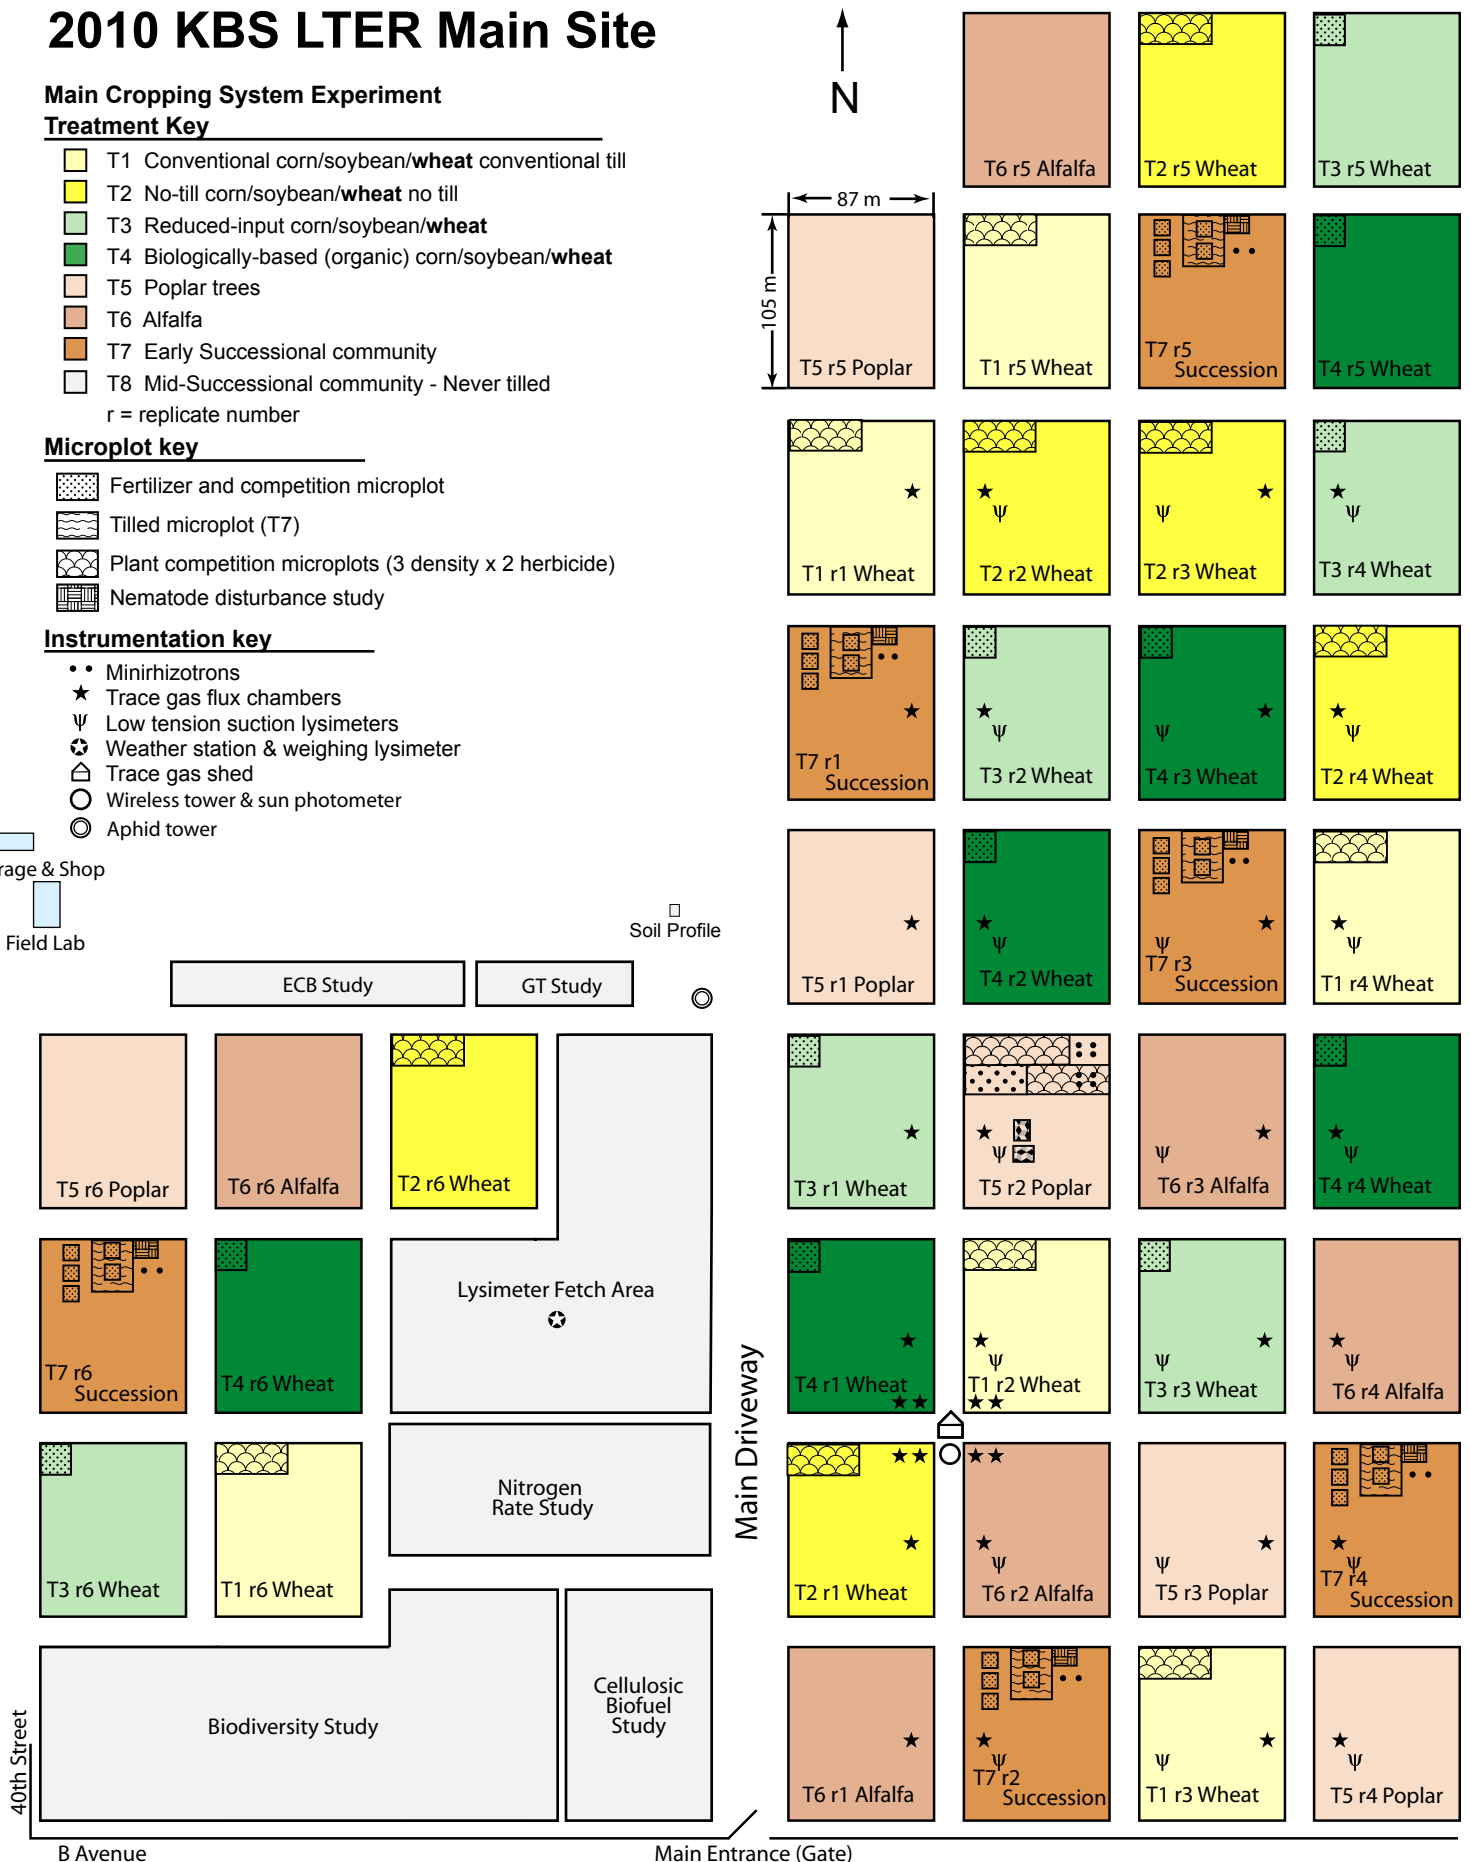 2010 KBS LTER Main Site
Main Cropping System Experiment
Treatment Key
T1 Conventional corn/soybean/wheat conventional till
T2 No-till corn/soybean/wheat no till
T3 Reduced-input corn/soybean/wheat
T4 Biologically-based (organic) corn/soybean/wheat
T5 Poplar trees
T6 Alfalfa
T7 Early Successional community
T8 Mid-Successional community - Never tilled
r = replicate number
Microplot key
Fertilizer and competition microplot
Tilled microplot (T7)
Plant competition microplots (3 density x 2 herbicide)
Nematode disturbance study
Instrumentation key
Minirhizotrons
Trace gas flux chambers
Low tension suction lysimeters
Weather station & weighing lysimeter
Trace gas shed
Wireless tower & sun photometer
Aphid tower
rage & Shop
Field Lab
Soil Profile
ECB Study
GT Study
N
87 m
105 m
T6 r5 Alfalfa
T2 r5 Wheat
T3 r5 Wheat
T5 r5 Poplar
T1 r5 Wheat
T7 r5
Succession
T4 r5 Wheat
T1 r1 Wheat
T2 r2 Wheat
T2 r3 Wheat
T3 r4 Wheat
T7 r1
Succession
T3 r2 Wheat
T4 r3 Wheat
T2 r4 Wheat
T5 r1 Poplar
T4 r2 Wheat
T7 r3
Succession
T1 r4 Wheat
T5 r6 Poplar
T6 r6 Alfalfa
T2 r6 Wheat
T3 r1 Wheat
T5 r2 Poplar
T6 r3 Alfalfa
T4 r4 Wheat
T7 r6
Succession
T4 r6 Wheat
Lysimeter Fetch Area
T4 r1 Wheat
T1 r2 Wheat
T3 r3 Wheat
T6 r4 Alfalfa
Main Driveway
T3 r6 Wheat
T1 r6 Wheat
Nitrogen
Rate Study
T2 r1 Wheat
T6 r2 Alfalfa
T5 r3 Poplar
T7 r4
Succession
Biodiversity Study
Cellulosic
Biofuel
Study
T6 r1 Alfalfa
T7 r2
Succession
T1 r3 Wheat
T5 r4 Poplar
40th Street
B Avenue
Main Entrance (Gate)